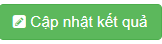 Cập nhật kết quả